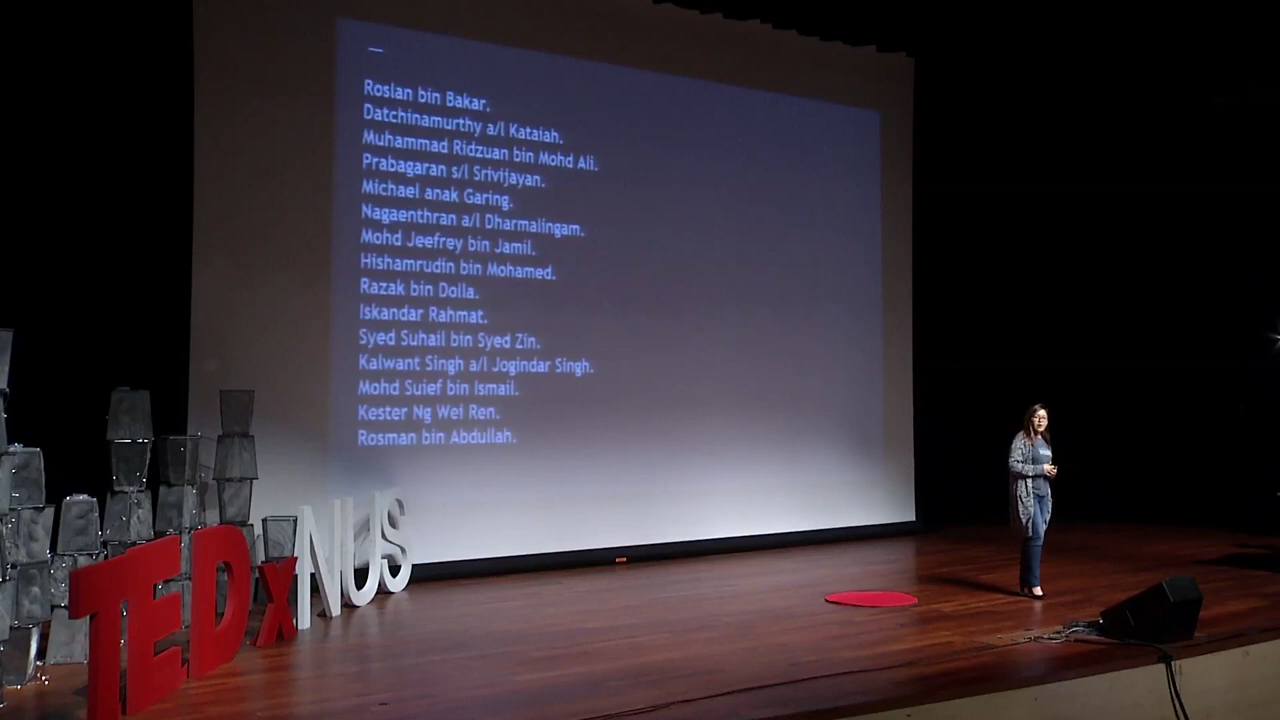 Roslan bin Bakar.
Datchinamurthy a/l Kataiah.
Muhammad Ridzuan bin Mohd Ali.
Prabagaran s/l Srivijayan.
Michael anak Garing.
Nagaenthran a/l Dharmalingam.
Mohd Jeefrey bin Jamil.
Hishamrudin bin Mohamed.
Razak bin Dolla.
Iskandar Rahmat.
Syed Suhail bin Syed Zin.
Kalwant Singh a/l Jogindar Singh.
Mohd Suief bin Ismail.
Kester Ng Wei Ren.
Rosman bin Abdullah.
TEDxNUS